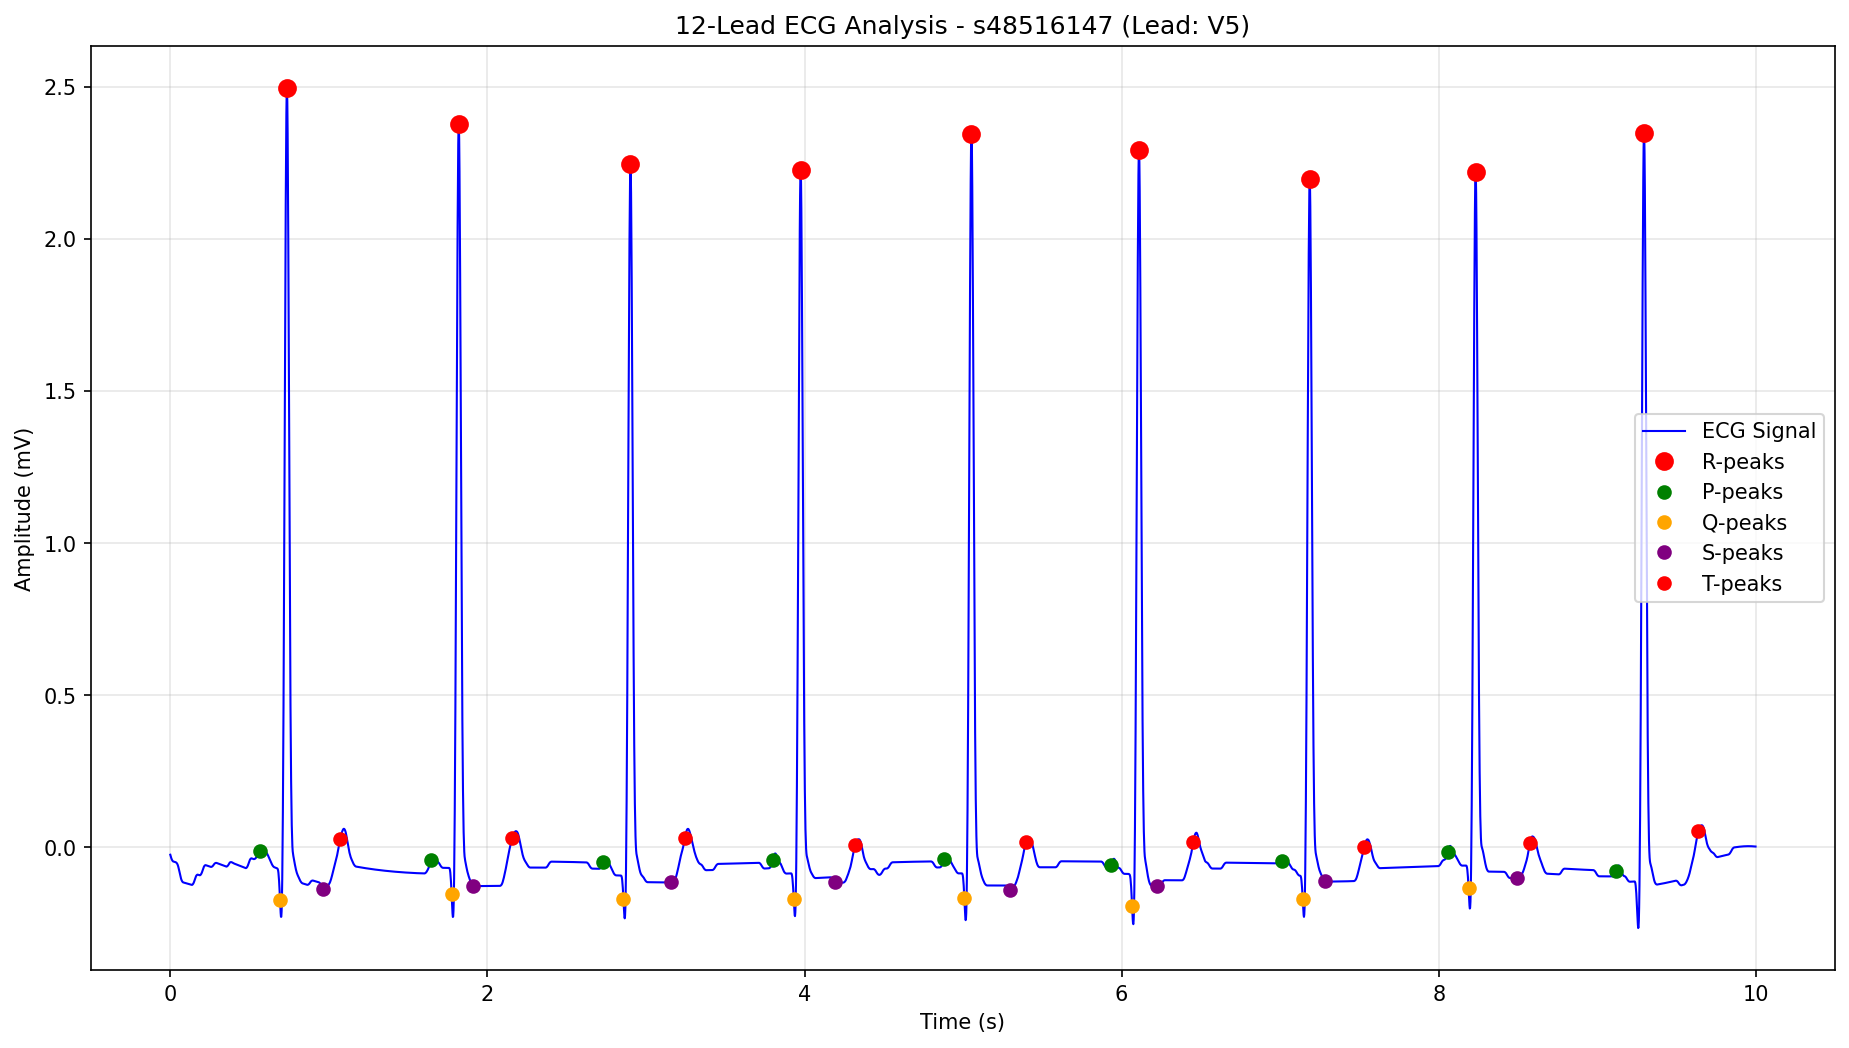 12-Lead ECG Analysis - s48516147 (Lead: V5)
2.5
2.0
1.5
1.0
0.5
0.0
Amplitude (mV)
ECG Signal
R-peaks
P-peaks
Q-peaks
S-peaks
T-peaks
0 2 4 6 8 10
Time (s)